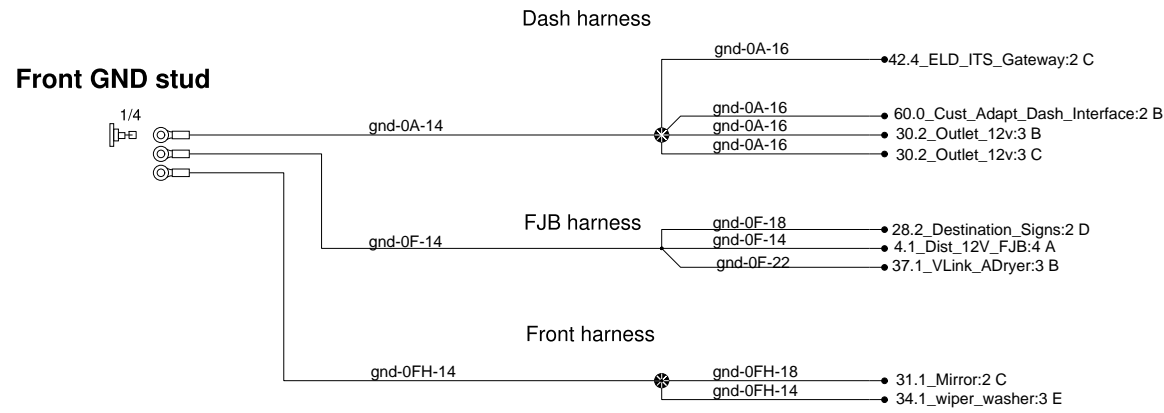 Dash harness
gnd-0A-16
42.4_ELD_ITS_Gateway:2 C
Front GND stud
1/4
gnd-0A-14
gnd-0A-16
60.0_Cust_Adapt_Dash_Interface:2 B
gnd-0A-16
30.2_Outlet_12v:3 B
gnd-0A-16
30.2_Outlet_12v:3 C
FJB harness
gnd-0F-14
gnd-0F-18
28.2_Destination_Signs:2 D
gnd-0F-14
4.1_Dist_12V_FJB:4 A
gnd-0F-22
37.1_VLink_ADryer:3 B
Front harness
gnd-0FH-14
gnd-0FH-18
31.1_Mirror:2 C
gnd-0FH-14
34.1_wiper_washer:3 E